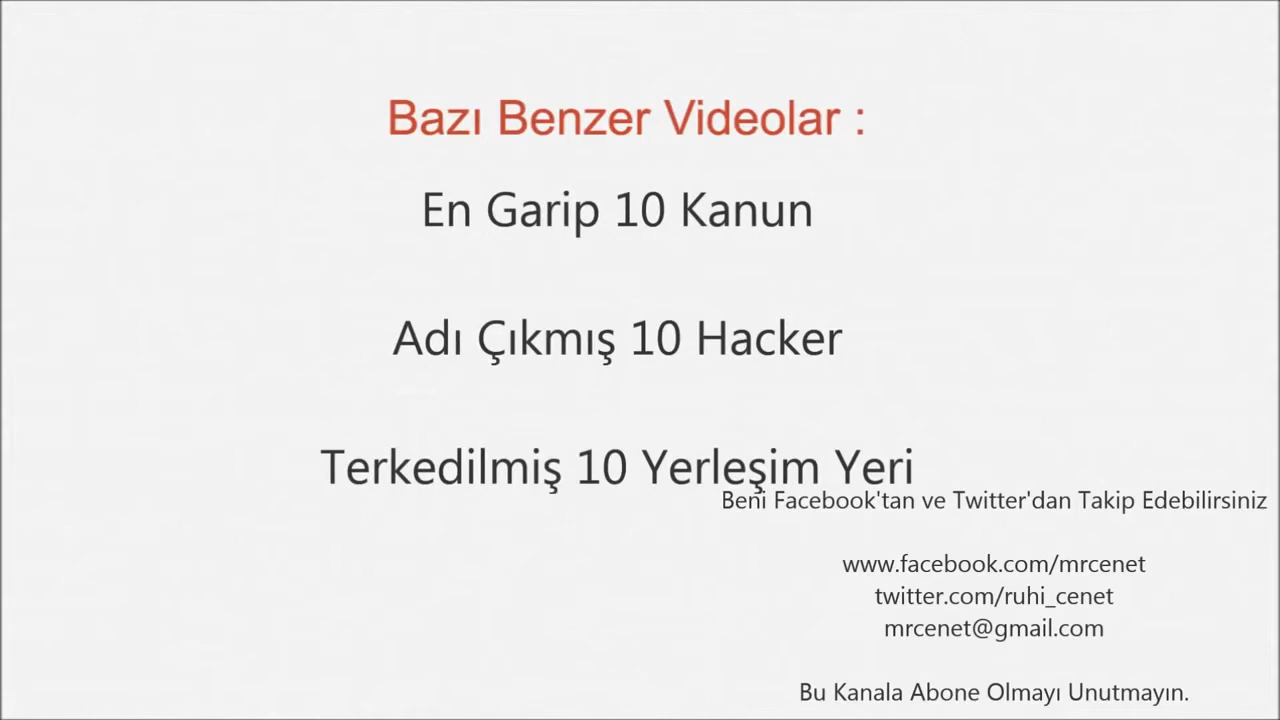 Bazı Benzer Videolar :
En Garip 10 Kanun
Adı Çıkmış 10 Hacker
Terkedilmiş 10 Yerleşim Yeri
Beni Facebook'tan ve Twitter'dan Takip Edebilirsiniz
www.facebook.com/mrcenet
twitter.com/ruhi_cenet
mrcenet@gmail.com
Bu Kanala Abone Olmayı Unutmayın.